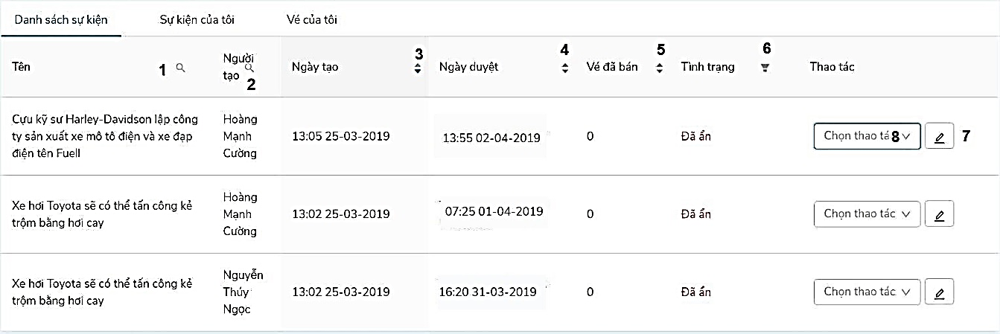 Danh sách sự kiện Sự kiện của tôi Vé của tôi
Tên 1 Người tạo 2 Ngày tạo 3 Ngày duyệt 4 Vé đã bán 5 Tình trạng 6 Thao tác
Cựu kỹ sư Harley-Davidson lập công
ty sản xuất xe mô tô điện và xe đạp
điện tên Fuell
Hoàng
Mạnh
Cường
13:05 25-03-2019 13:55 02-04-2019 0 Đã ẩn Chọn thao tá 8 7
Xe hơi Toyota sẽ có thể tấn công kẻ
trộm bằng hơi cay
Hoàng
Mạnh
Cường
13:02 25-03-2019 07:25 01-04-2019 0 Đã ẩn Chọn thao tác
Xe hơi Toyota sẽ có thể tấn công kẻ
trộm bằng hơi cay
Nguyễn
Thúy
Ngọc
13:02 25-03-2019 16:20 31-03-2019 0 Đã ẩn Chọn thao tác